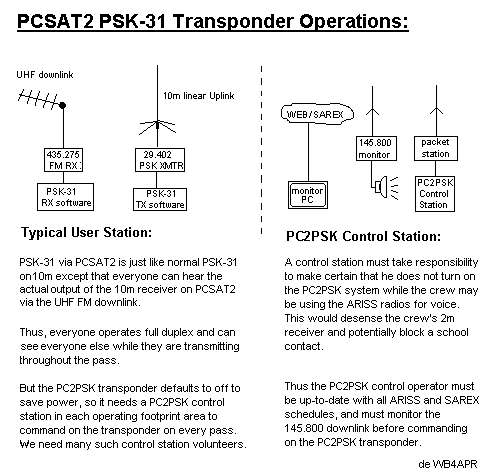 PCSAT2 PSK-31 Transponder Operations:
UHF downlink
10m linear Uplink
435.275
FM RX
PSK-31
RX software
29.402
PSK XMTR
PSK-31
TX software
Typical User Station:
PSK-31 via PCSAT2 is just like normal PSK-31
on10m except that everyone can hear the
actual output of the 10m receiver on PCSAT2
via the UHF FM downlink.
Thus, everyone operates full duplex and can
see everyone else while they are transmitting
throughout the pass.
But the PC2PSK transponder defaults to off to
save power, so it needs a PC2PSK control
station in each operating footprint area to
command on the transponder on every pass.
We need many such control station volunteers.
WEB/SAREX
monitor
PC
145.800
monitor
packet
station
PC2PSK
Control
Station
PC2PSK Control Station:
A control station must take responsibility
to make certain that he does not turn on
the PC2PSK system while the crew may
be using the ARISS radios for voice.
This would desense the crew's 2m
receiver and potentially block a school
contact.
Thus the PC2PSK control operator must
be up-to-date with all ARISS and SAREX
schedules, and must monitor the
145.800 downlink before commanding
on the PC2PSK transponder.
de WB4APR